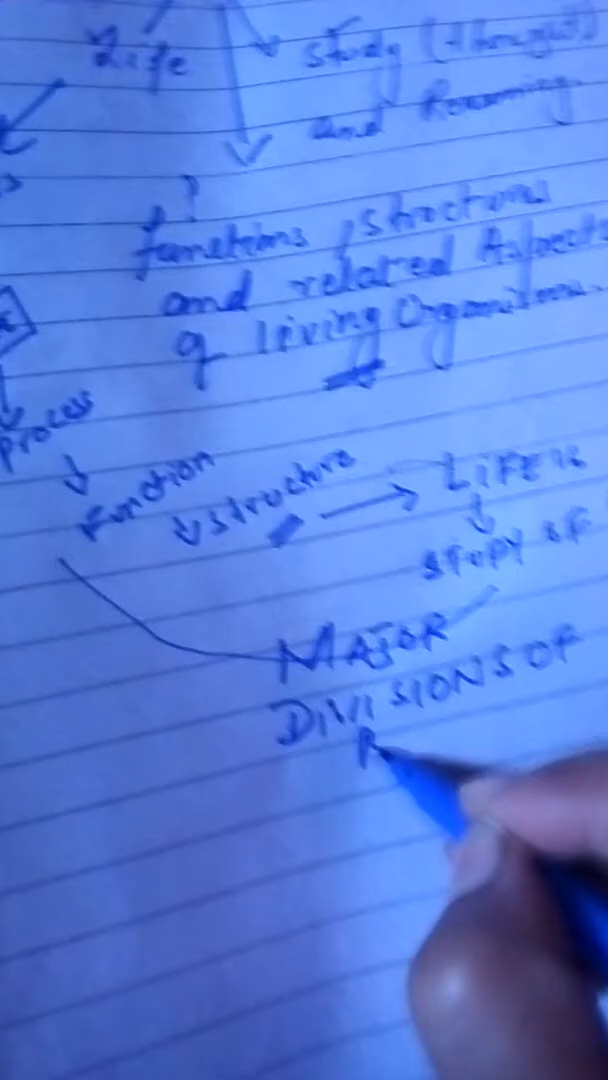 Life
study (thought)
and Reasoning.
?
functions, structures
and related Aspects
of living Organisms.
Process
Function
structure
LIFE is
STUDY OF
MAJOR
DIVISIONS OF